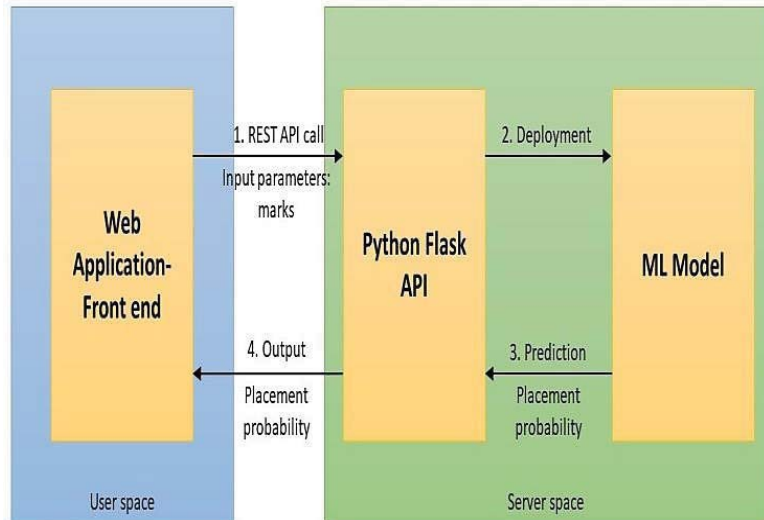 Web
Application-
Front end
1. REST API call
Input parameters:
marks
Python Flask
API
2. Deployment
ML Model
3. Prediction
Placement
probability
4. Output
Placement
probability
User space
Server space